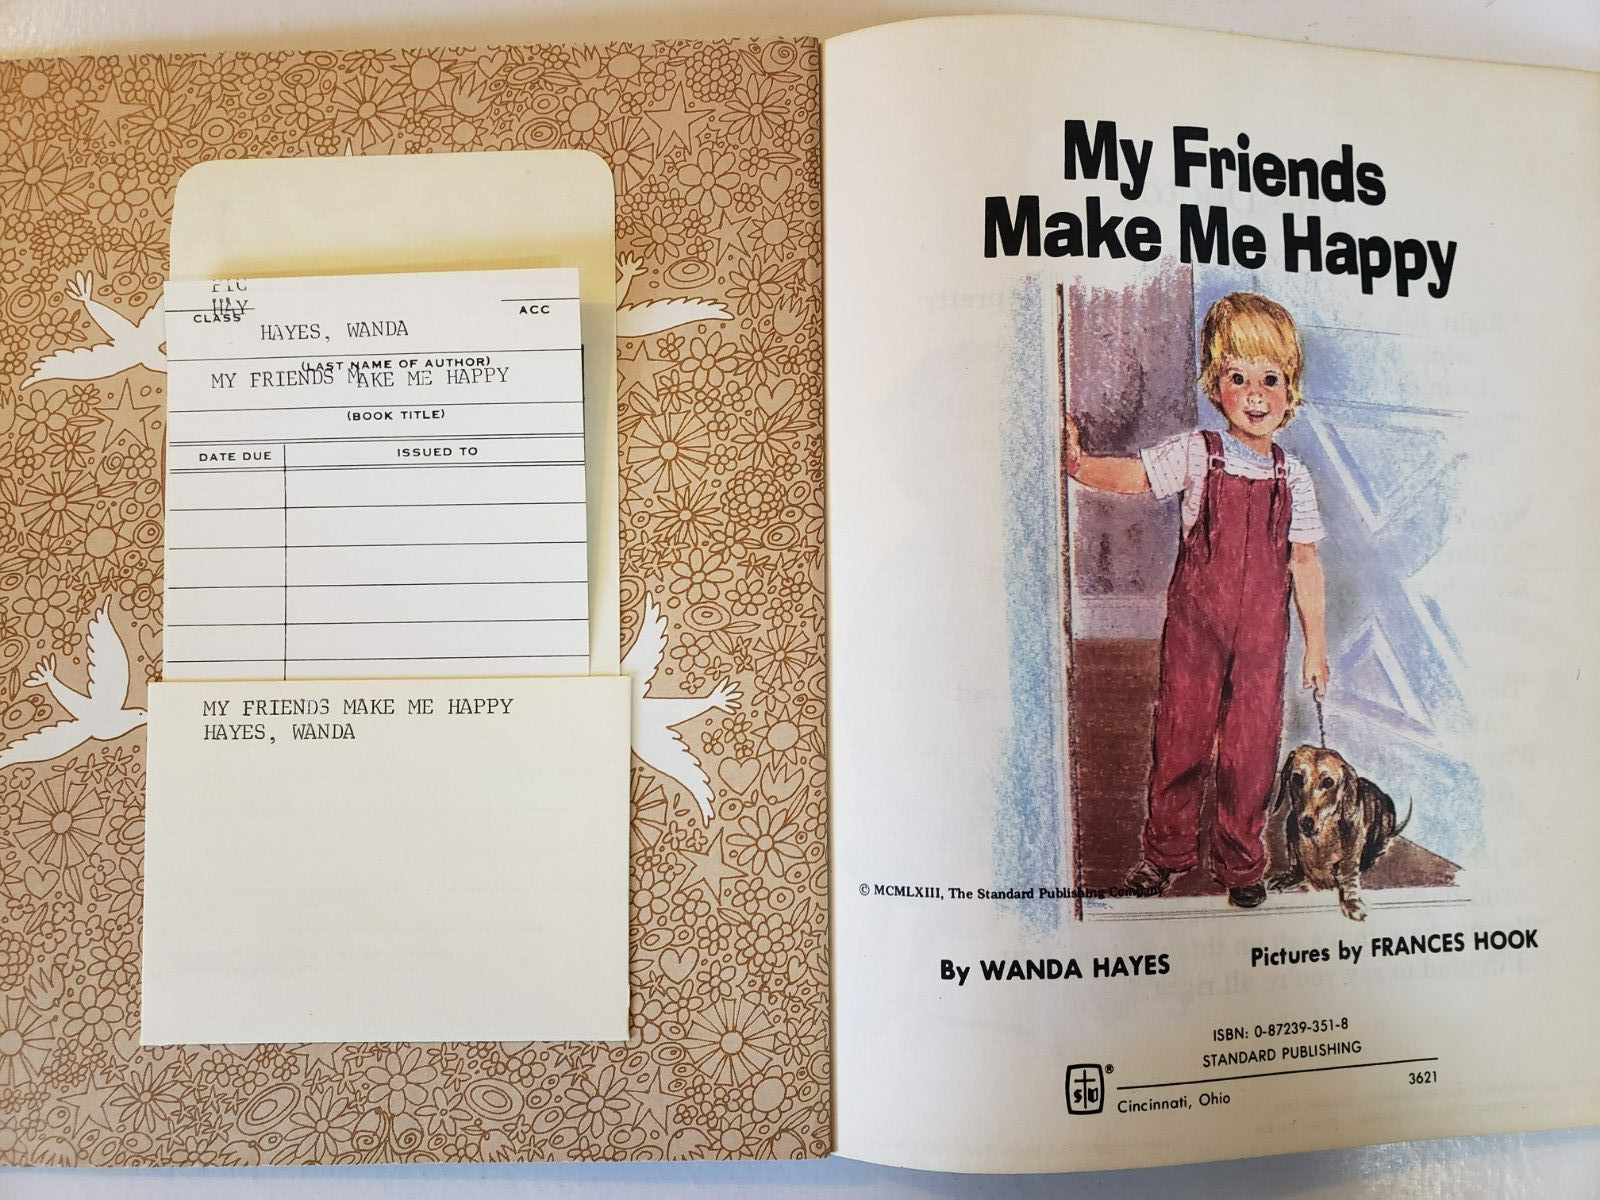 FIC
HAY
CLASS
ACC
HAYES, WANDA
(LAST NAME OF AUTHOR)
MY FRIENDS MAKE ME HAPPY
(BOOK TITLE)
DATE DUE
ISSUED TO
MY FRIENDS MAKE ME HAPPY
HAYES, WANDA
My Friends
Make Me Happy
© MCMLXIII, The Standard Publishing Company
By WANDA HAYES
Pictures by FRANCES HOOK
ISBN: 0-87239-351-8
STANDARD PUBLISHING
®
Cincinnati, Ohio
3621